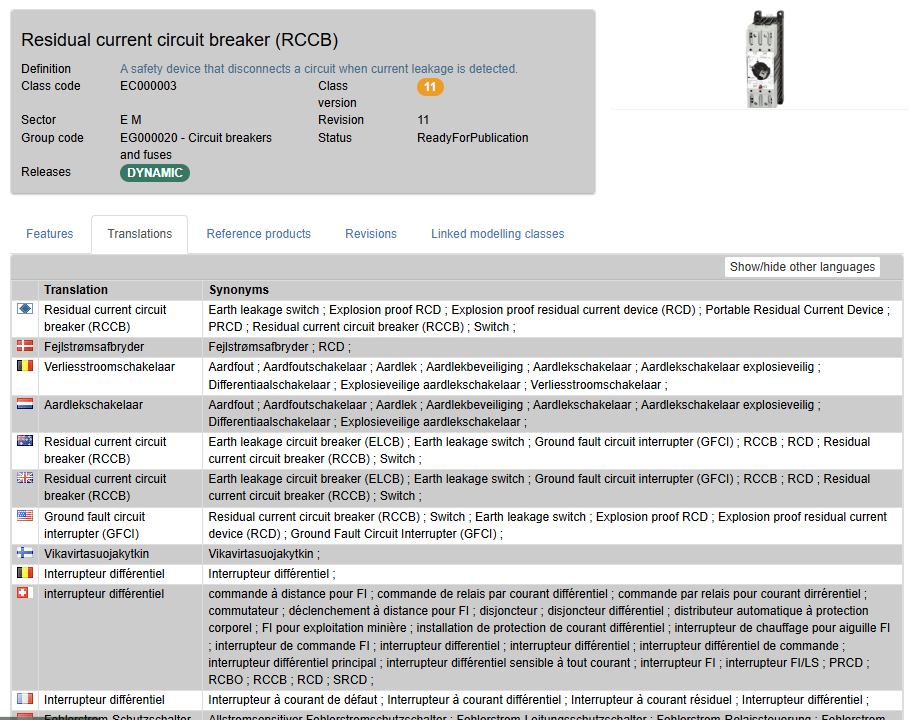 Residual current circuit breaker (RCCB)
Definition A safety device that disconnects a circuit when current leakage is detected.
Class code EC000003 Class version 11
Sector E M Revision 11
Group code EG000020 - Circuit breakers and fuses Status ReadyForPublication
Releases DYNAMIC
Features Translations Reference products Revisions Linked modelling classes
Show/hide other languages
Translation Synonyms
Residual current circuit breaker (RCCB)
Earth leakage switch ; Explosion proof RCD ; Explosion proof residual current device (RCD) ; Portable Residual Current Device ;
PRCD ; Residual current circuit breaker (RCCB) ; Switch ;
Fejlstrømsafbryder Fejlstrømsafbryder ; RCD ;
Verliesstroomschakelaar
Aardfout ; Aardfoutschakelaar ; Aardlek ; Aardlekbeveiliging ; Aardlekschakelaar ; Aardlekschakelaar explosieveilig ;
Differentiaalschakelaar ; Explosieveilige aardlekschakelaar ; Verliesstroomschakelaar ;
Aardlekschakelaar
Aardfout ; Aardfoutschakelaar ; Aardlek ; Aardlekbeveiliging ; Aardlekschakelaar ; Aardlekschakelaar explosieveilig ;
Differentiaalschakelaar ; Explosieveilige aardlekschakelaar ;
Residual current circuit breaker (RCCB)
Earth leakage circuit breaker (ELCB) ; Earth leakage switch ; Ground fault circuit interrupter (GFCI) ; RCCB ; RCD ; Residual
current circuit breaker (RCCB) ; Switch ;
Residual current circuit breaker (RCCB)
Earth leakage circuit breaker (ELCB) ; Earth leakage switch ; Ground fault circuit interrupter (GFCI) ; RCCB ; RCD ; Residual
current circuit breaker (RCCB) ; Switch ;
Ground fault circuit interrupter (GFCI)
Residual current circuit breaker (RCCB) ; Switch ; Earth leakage switch ; Explosion proof RCD ; Explosion proof residual current
device (RCD) ; Ground Fault Circuit Interrupter (GFCI) ;
Vikavirtasuojakytkin Vikavirtasuojakytkin ;
Interrupteur différentiel Interrupteur différentiel ;
interrupteur différentiel
commande à distance pour FI ; commande de relais par courant différentiel ; commande par relais pour courant dirrérentiel ;
commutateur ; déclenchement à distance pour FI ; disjoncteur ; disjoncteur différentiel ; distributeur automatique à protection
corporel ; FI pour exploitation minière ; installation de protection de courant différentiel ; interrupteur de chauffage pour aiguille FI
; interrupteur de commande FI ; interrupteur differentiel ; interrupteur différentiel ; interrupteur différentiel de commande ;
interrupteur différentiel principal ; interrupteur différentiel sensible à tout courant ; interrupteur FI ; interrupteur FI/LS ; PRCD ;
RCBO ; RCCB ; RCD ; SRCD ;
Interrupteur différentiel Interrupteur à courant de défaut ; Interrupteur à courant différentiel ; Interrupteur à courant résiduel ; Interrupteur différentiel ;
Fehlerstrom-Schutzschalter Allstromsensitiver Fehlerstromschutzschalter ; Fehlerstrom-Leitungsschutzschalter ; Fehlerstrom-Relaissteuerung ; Fehlerstrom-